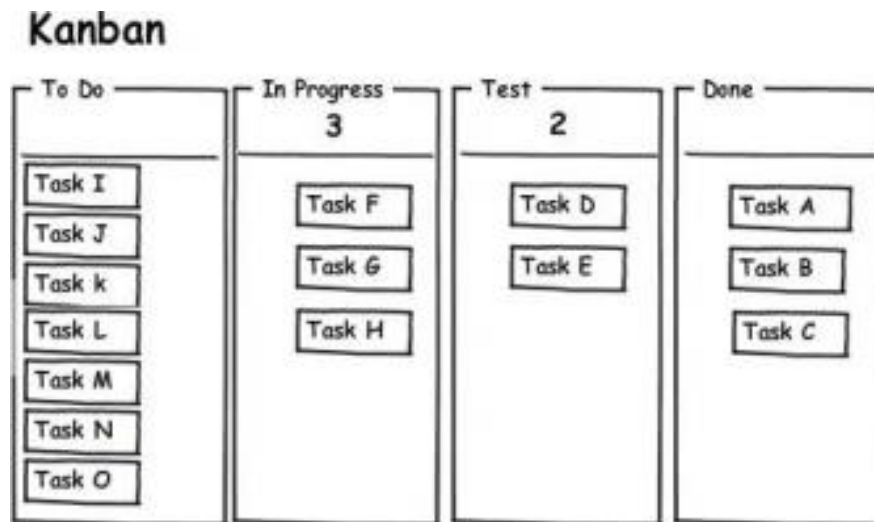 Kanban
To Do
Task I
Task J
Task k
Task L
Task M
Task N
Task O
In Progress
3
Task F
Task G
Task H
Test
2
Task D
Task E
Done
Task A
Task B
Task C